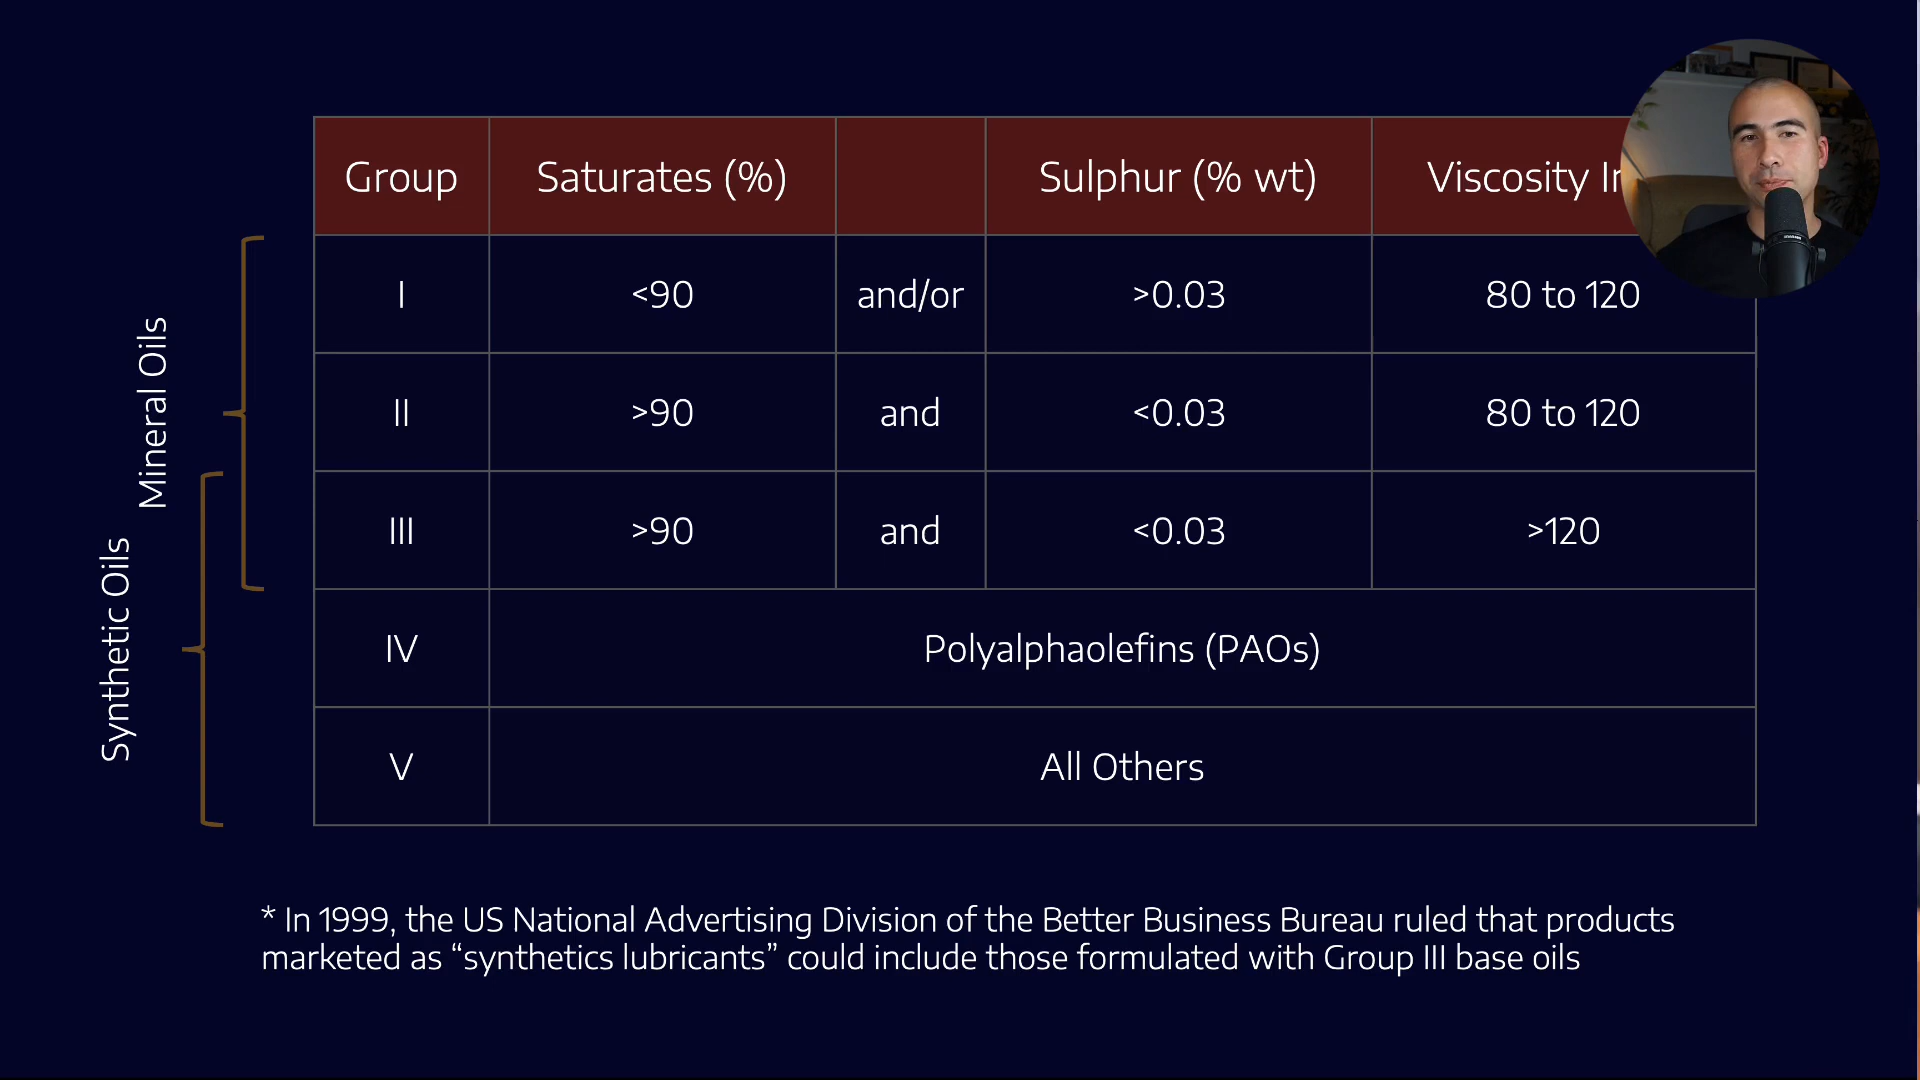 Group Saturates (%) Sulphur (% wt) Viscosity
I <90 and/or >0.03 80 to 120
II >90 and <0.03 80 to 120
III >90 and <0.03 >120
IV Polyalphaolefins (PAOs)
V All Others
Mineral Oils
Synthetic Oils
* In 1999, the US National Advertising Division of the Better Business Bureau ruled that products
marketed as “synthetics lubricants” could include those formulated with Group III base oils